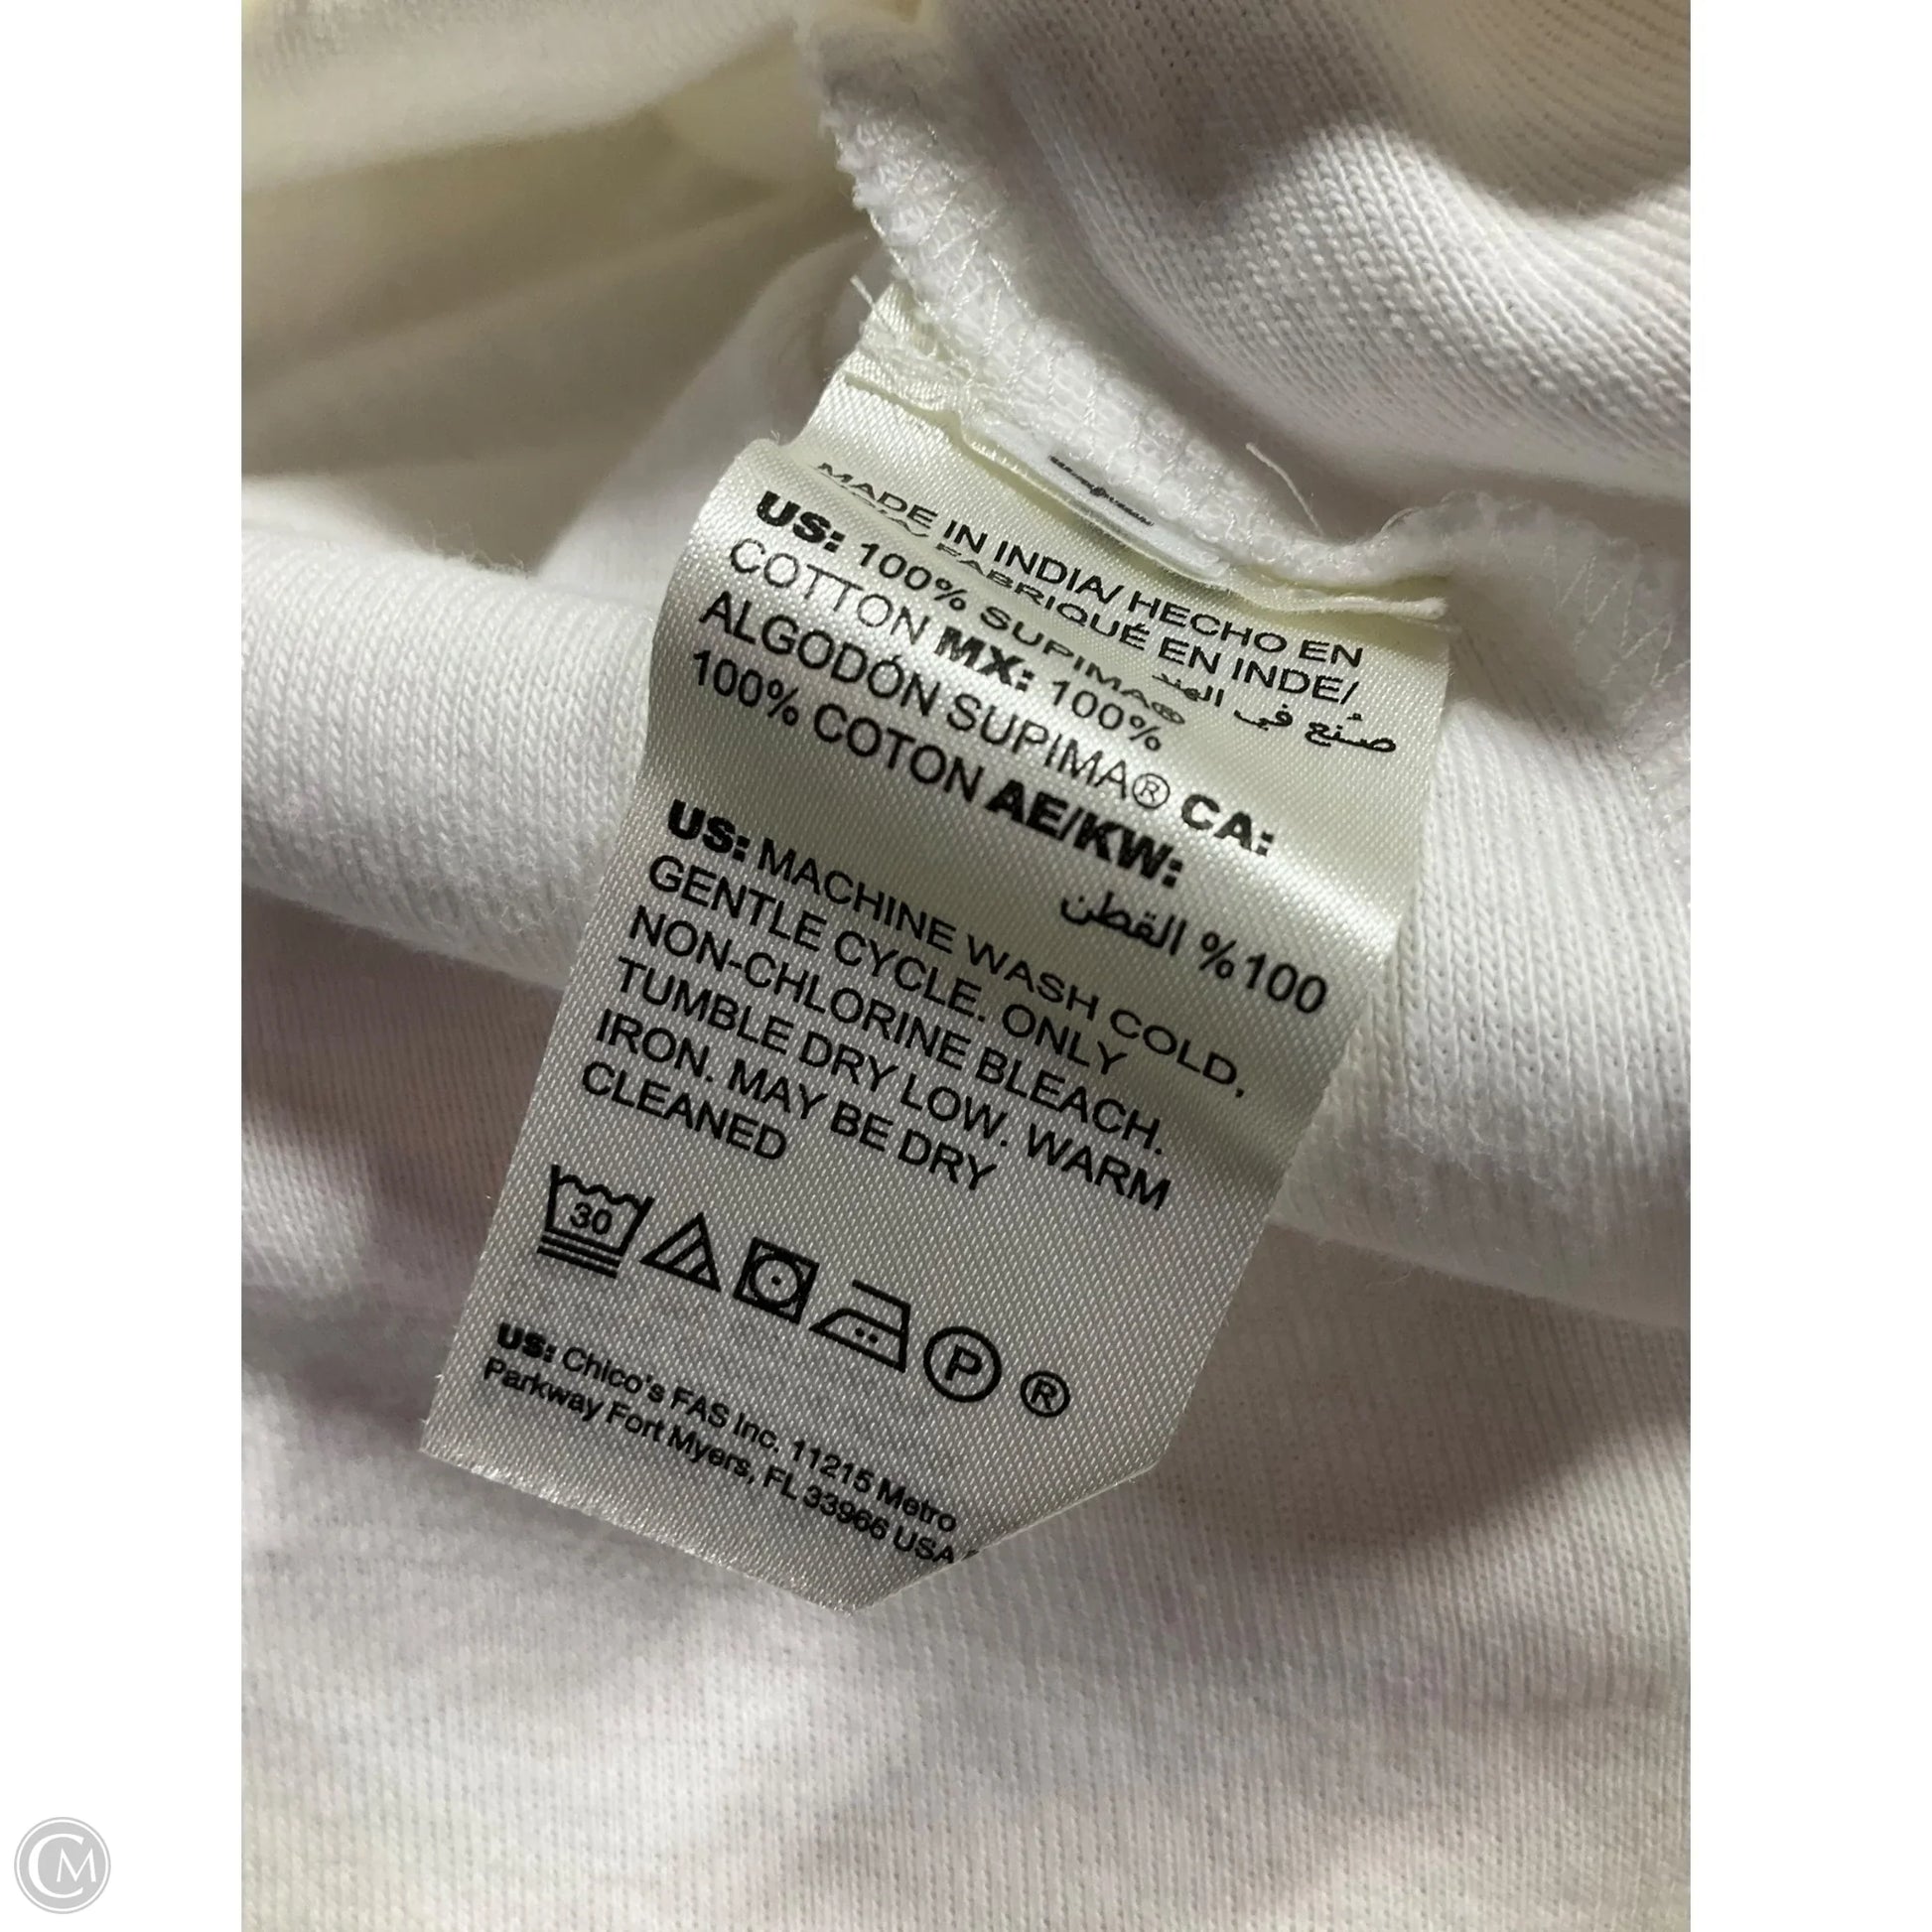 MADE IN INDIA/ HECHO EN
FABRIQUÉ EN INDE/
صُنع في الهند
US: 100% SUPIMA®
COTTON MX: 100%
ALGODÓN SUPIMA® CA:
100% COTON AE/KW:
100% القطن
US: MACHINE WASH COLD,
GENTLE CYCLE. ONLY
NON-CHLORINE BLEACH.
TUMBLE DRY LOW. WARM
IRON. MAY BE DRY
CLEANED
30
P ®
US: Chico's FAS Inc. 11215 Metro
Parkway Fort Myers, FL 33966 USA
CM